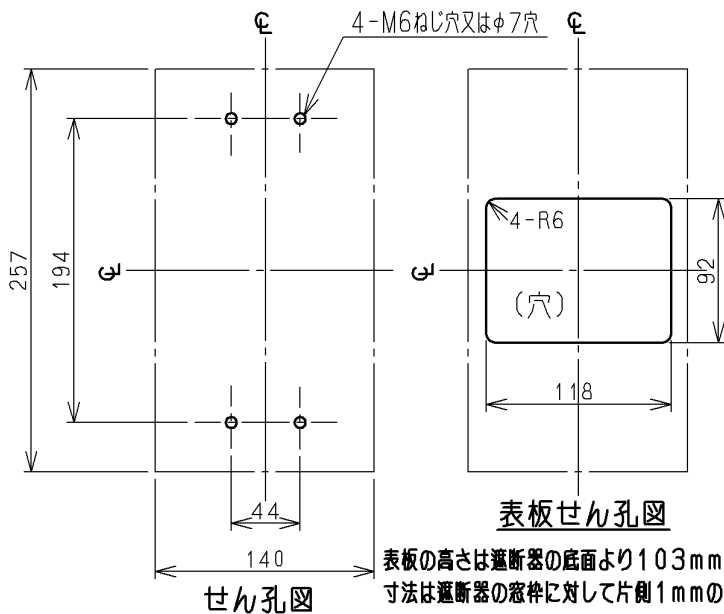 ℄
4-M6ねじ穴又はφ7穴
℄
257
194
℄
44
140
せん孔図
℄
4-R6
(穴)
92
118
表板せん孔図
表板の高さは遮断器の底面より103mm
寸法は遮断器の窓枠に対して片側1mmの